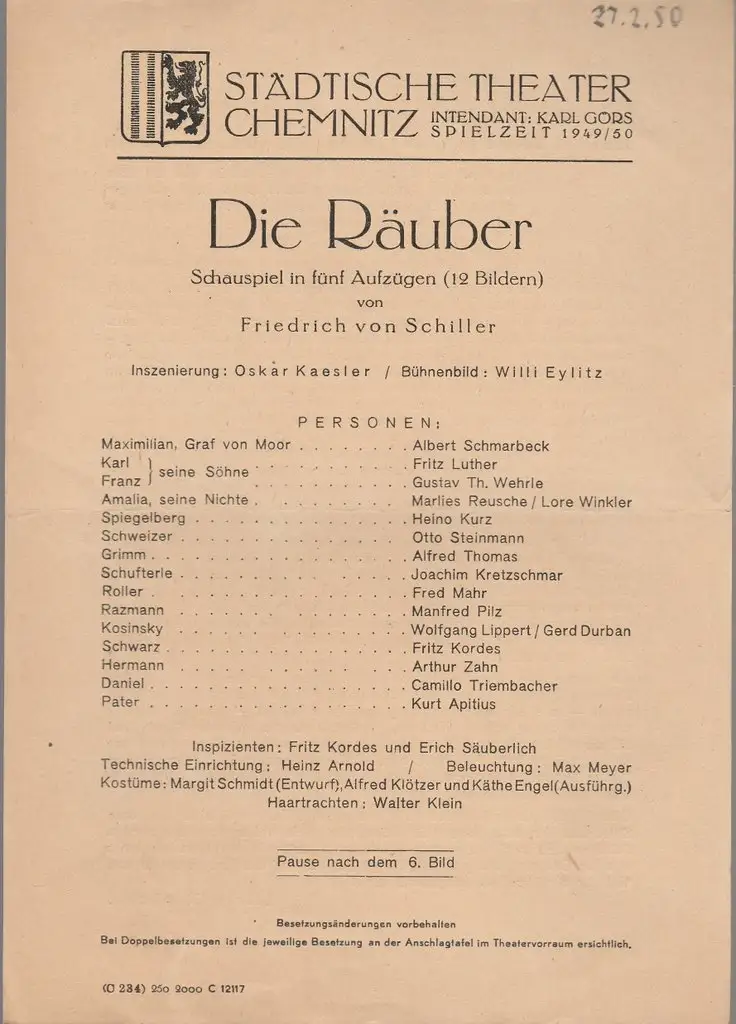 27.2.50
STÄDTISCHE THEATER
CHEMNITZ INTENDANT: KARL GÖRS
SPIELZEIT 1949/50
Die Räuber
Schauspiel in fünf Aufzügen (12 Bildern)
von
Friedrich von Schiller
Inszenierung: Oskar Kaesler / Bühnenbild: Willi Eylitz
PERSONEN:
Maximilian, Graf von Moor . . . . . . . . Albert Schmarbeck
Karl } seine Söhne . . . . . . . . . . Fritz Luther
Franz } Gustav Th. Wehrle
Amalia, seine Nichte . . . . . . . . . . Marlies Reusche / Lore Winkler
Spiegelberg . . . . . . . . . . . . . . Heino Kurz
Schweizer . . . . . . . . . . . . . . Otto Steinmann
Grimm . . . . . . . . . . . . . . . . Alfred Thomas
Schufterle . . . . . . . . . . . . . . Joachim Kretzschmar
Roller . . . . . . . . . . . . . . . . Fred Mahr
Razmann . . . . . . . . . . . . . . Manfred Pilz
Kosinsky . . . . . . . . . . . . . . Wolfgang Lippert / Gerd Durban
Schwarz . . . . . . . . . . . . . . . Fritz Kordes
Hermann . . . . . . . . . . . . . . Arthur Zahn
Daniel . . . . . . . . . . . . . . . . Camillo Triembacher
Pater . . . . . . . . . . . . . . . . Kurt Apitius
Inspizienten: Fritz Kordes und Erich Säuberlich
Technische Einrichtung: Heinz Arnold / Beleuchtung: Max Meyer
Kostüme: Margit Schmidt (Entwurf), Alfred Klötzer und Käthe Engel (Ausführg.)
Haartrachten: Walter Klein
Pause nach dem 6. Bild
Besetzungsänderungen vorbehalten
Bei Doppelbesetzungen ist die jeweilige Besetzung an der Anschlagtafel im Theatervorraum ersichtlich.
(C 234) 250 2000 C 12117